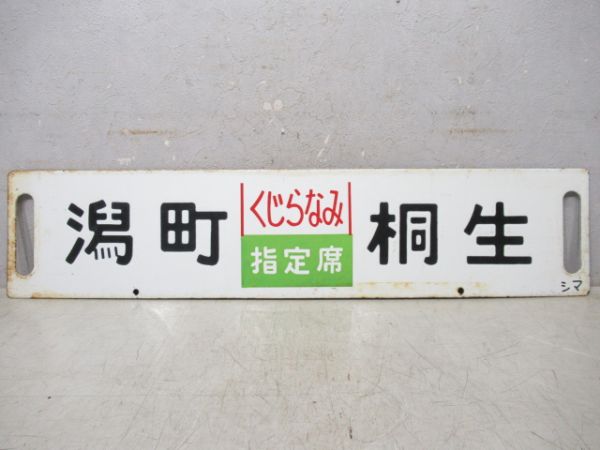 潟町
くじらなみ
指定席
桐生
シマ